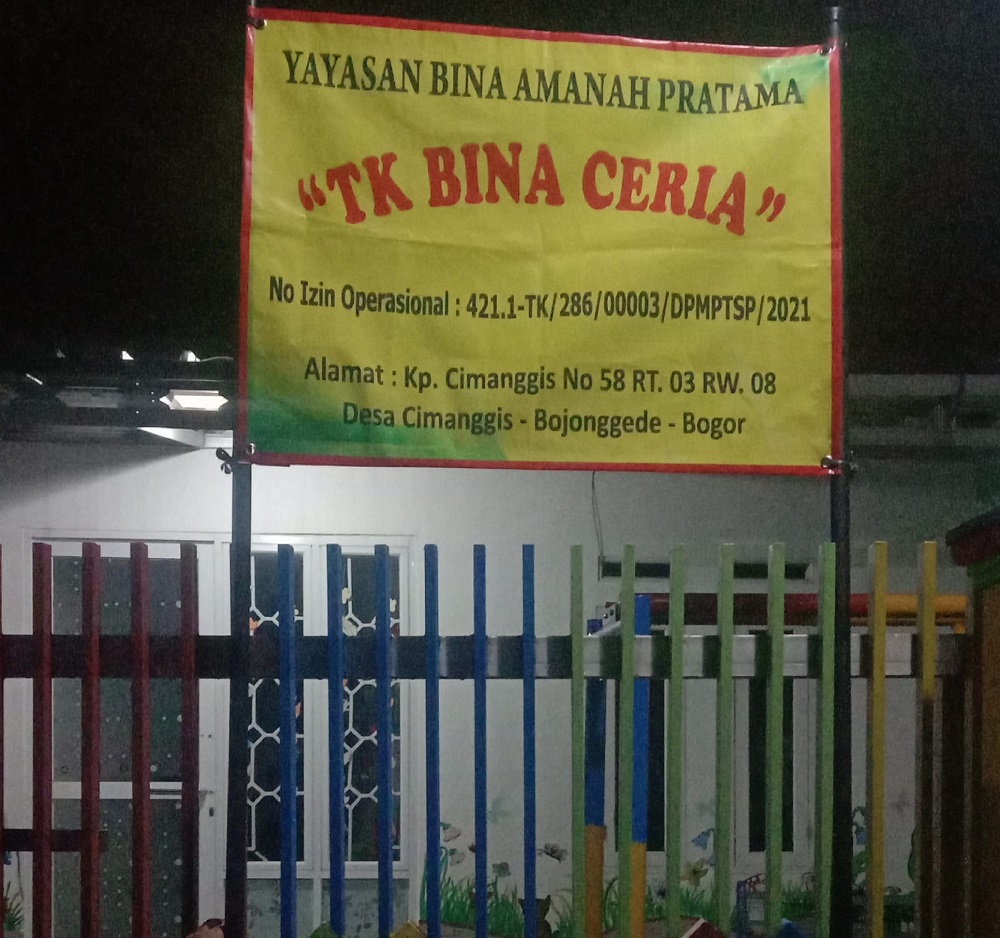 YAYASAN BINA AMANAH PRATAMA
“TK BINA CERIA”
No Izin Operasional : 421.1-TK/286/00003/DPMPTSP/2021
Alamat : Kp. Cimanggis No 58 RT. 03 RW. 08
Desa Cimanggis - Bojonggede - Bogor